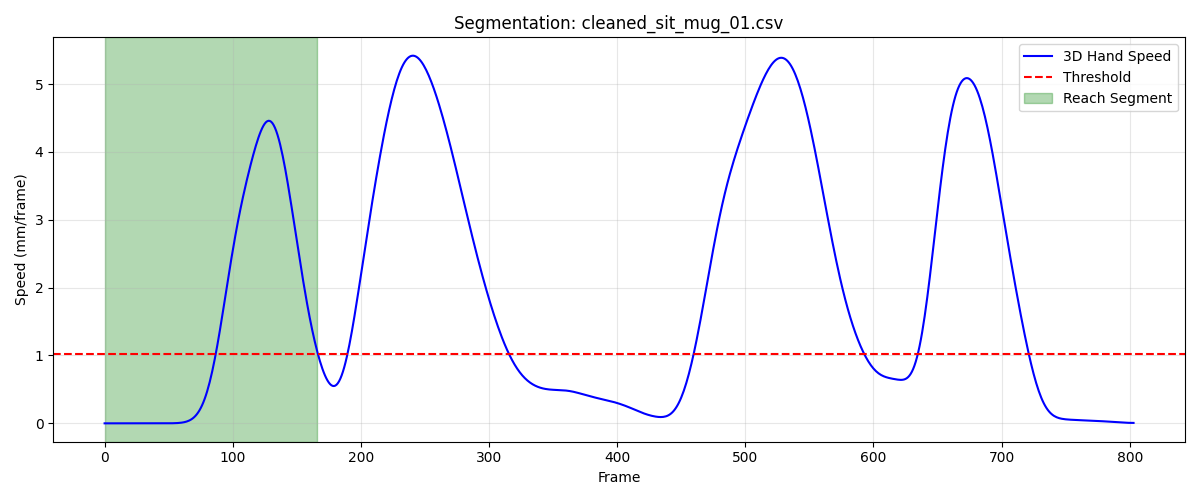 Segmentation: cleaned_sit_mug_01.csv
3D Hand Speed
Threshold
Reach Segment
Speed (mm/frame)
5
4
3
2
1
0
0 100 200 300 400 500 600 700 800
Frame